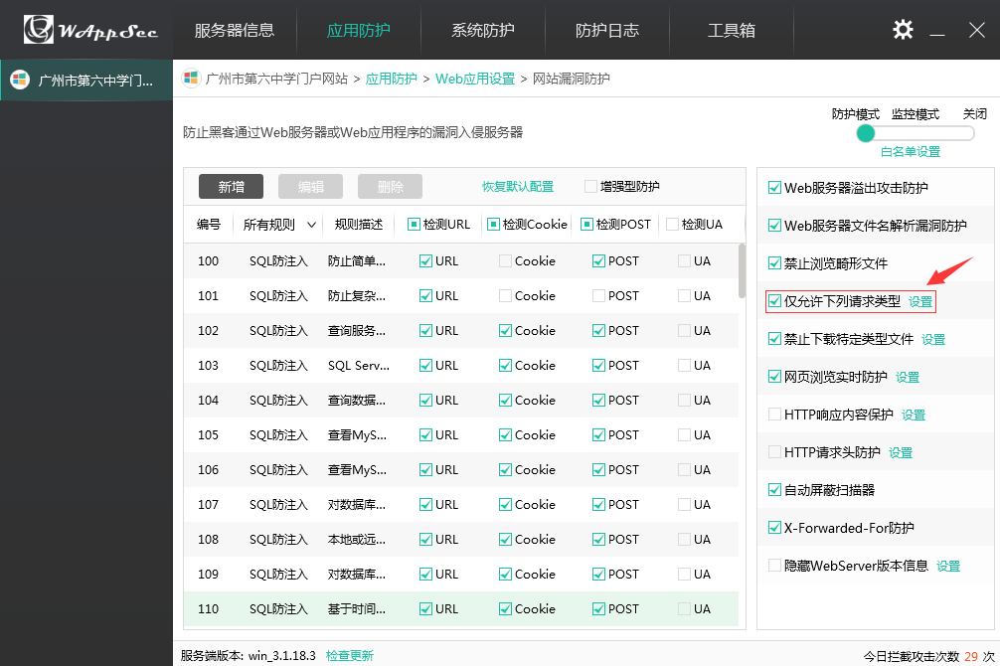 WAppSec 服务器信息 应用防护 系统防护 防护日志 工具箱
广州市第六中学门...
广州市第六中学门户网站 > 应用防护 > Web应用设置 > 网站漏洞防护
防护模式 监控模式 关闭
防止黑客通过Web服务器或Web应用程序的漏洞入侵服务器
白名单设置
新增 编辑 删除 恢复默认配置 增强型防护
编号 所有规则 规则描述 检测URL 检测Cookie 检测POST 检测UA
100 SQL防注入 防止简单... URL Cookie POST UA
101 SQL防注入 防止复杂... URL Cookie POST UA
102 SQL防注入 查询服务... URL Cookie POST UA
103 SQL防注入 SQL Serv... URL Cookie POST UA
104 SQL防注入 查询数据... URL Cookie POST UA
105 SQL防注入 查看MyS... URL Cookie POST UA
106 SQL防注入 查看MyS... URL Cookie POST UA
107 SQL防注入 对数据库... URL Cookie POST UA
108 SQL防注入 本地或远... URL Cookie POST UA
109 SQL防注入 对数据库... URL Cookie POST UA
110 SQL防注入 基于时间... URL Cookie POST UA
Web服务器溢出攻击防护
Web服务器文件名解析漏洞防护
禁止浏览畸形文件
仅允许下列请求类型 设置
禁止下载特定类型文件 设置
网页浏览实时防护 设置
HTTP响应内容保护 设置
HTTP请求头防护 设置
自动屏蔽扫描器
X-Forwarded-For防护
隐藏WebServer版本信息 设置
服务端版本: win_3.1.18.3 检查更新
今日拦截攻击次数 29 次